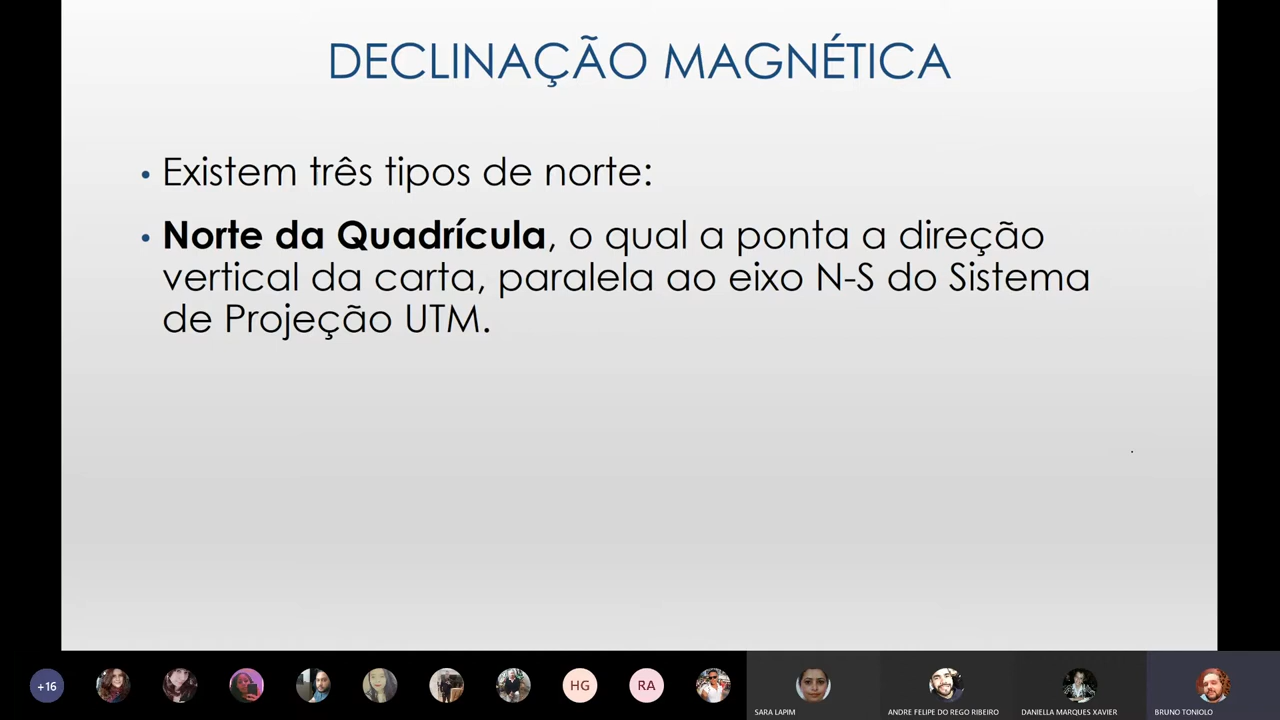 DECLINAÇÃO MAGNÉTICA
• Existem três tipos de norte:
• Norte da Quadrícula, o qual a ponta a direção
vertical da carta, paralela ao eixo N-S do Sistema
de Projeção UTM.
+16
HG
RA
SARA LAPIM
ANDRE FELIPE DO REGO RIBEIRO
DANIELLA MARQUES XAVIER
BRUNO TONIOLO